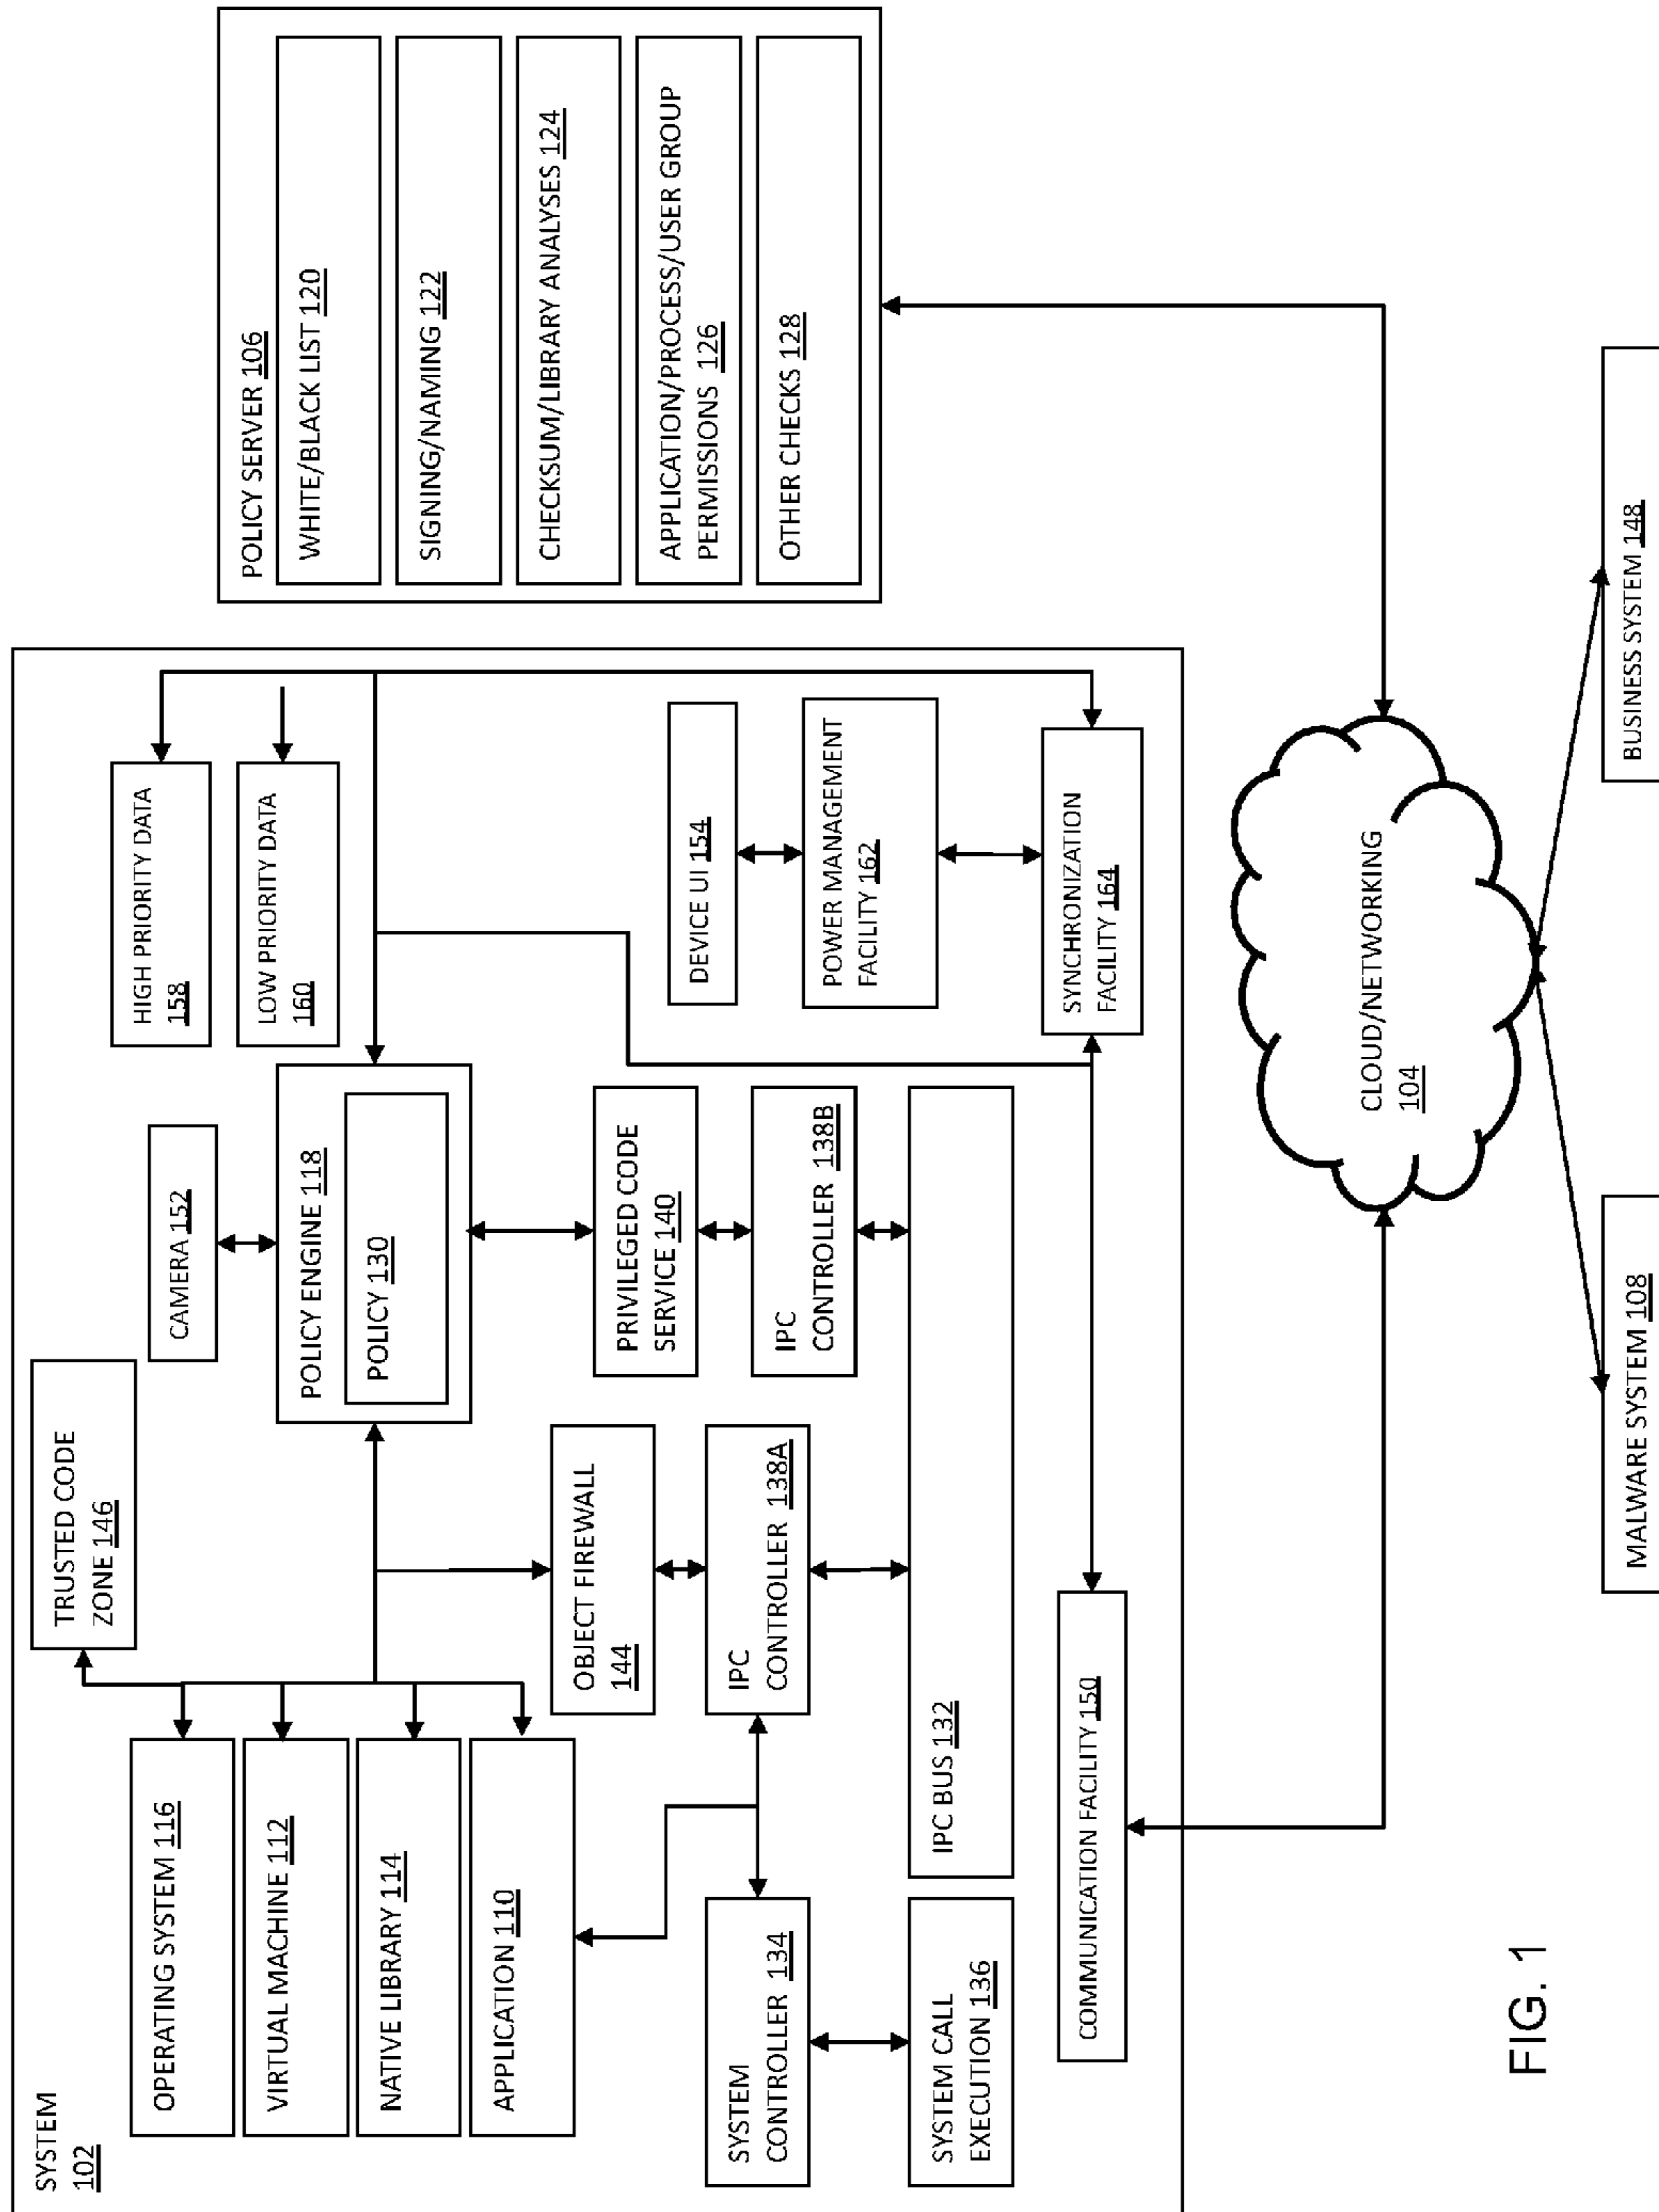 SYSTEM
102
OPERATING SYSTEM 116
VIRTUAL MACHINE 112
NATIVE LIBRARY 114
APPLICATION 110
SYSTEM
CONTROLLER 134
SYSTEM CALL
EXECUTION 136
TRUSTED CODE
ZONE 146
OBJECT FIREWALL
144
IPC
CONTROLLER 138A
IPC BUS 132
COMMUNICATION FACILITY 150
CAMERA 152
POLICY ENGINE 118
POLICY 130
PRIVILEGED CODE
SERVICE 140
IPC
CONTROLLER 138B
HIGH PRIORITY DATA
158
LOW PRIORITY DATA
160
DEVICE UI 154
POWER MANAGEMENT
FACILITY 162
SYNCHRONIZATION
FACILITY 164
POLICY SERVER 106
WHITE/BLACK LIST 120
SIGNING/NAMING 122
CHECKSUM/LIBRARY ANALYSES 124
APPLICATION/PROCESS/USER GROUP
PERMISSIONS 126
OTHER CHECKS 128
CLOUD/NETWORKING
104
MALWARE SYSTEM 108
BUSINESS SYSTEM 148
FIG. 1